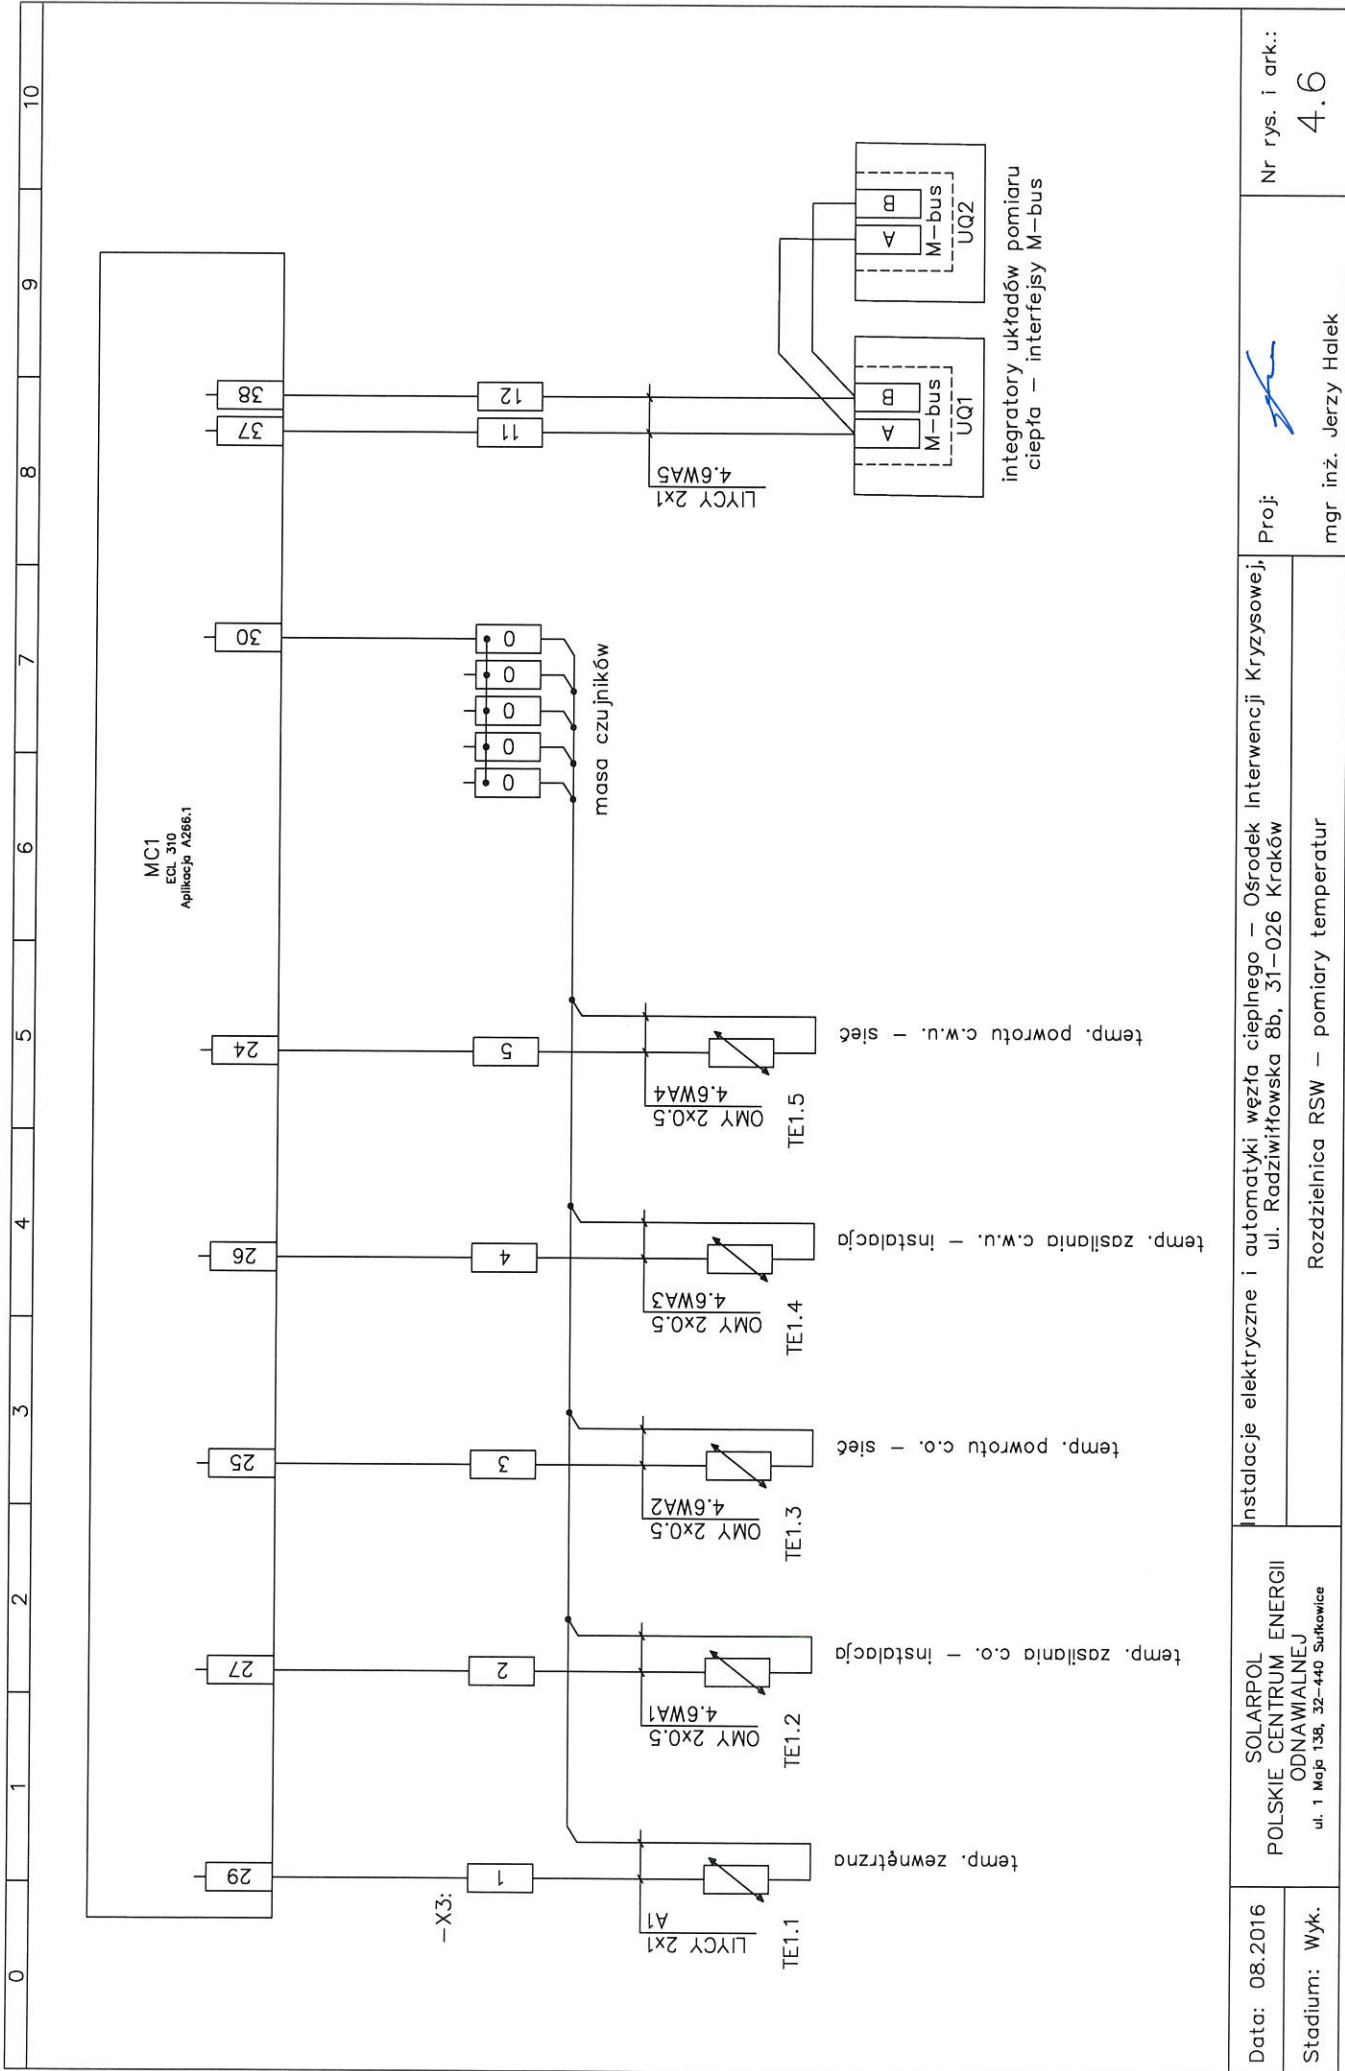 0 1 2 3 4 5 6 7 8 9 10
MC1
ECL 310
Aplikacja A266.1
29 27 25 26 24 30 37 38
-X3:
1 2 3 4 5 0 0 0 0 0 11 12
masa czujników
LIYCY 2x1
A1
TE1.1
temp. zewnętrzna
OMY 2x0.5
4.6WA1
TE1.2
temp. zasilania c.o. – instalacja
OMY 2x0.5
4.6WA2
TE1.3
temp. powrotu c.o. – sieć
OMY 2x0.5
4.6WA3
TE1.4
temp. zasilania c.w.u. – instalacja
OMY 2x0.5
4.6WA4
TE1.5
temp. powrotu c.w.u. – sieć
LIYCY 2x1
4.6WA5
A B
M-bus
UQ1
A B
M-bus
UQ2
integratory układów pomiaru
ciepła – interfejsy M-bus
Data: 08.2016
Stadium: Wyk.
SOLARPOL
POLSKIE CENTRUM ENERGII
ODNAWIALNEJ
ul. 1 Maja 138, 32-440 Sułkowice
Instalacje elektryczne i automatyki węzła cieplnego – Ośrodek Interwencji Kryzysowej,
ul. Radziwiłłowska 8b, 31-026 Kraków
Rozdzielnica RSW – pomiary temperatur
Proj:
mgr inż. Jerzy Halek
Nr rys. i ark.:
4.6